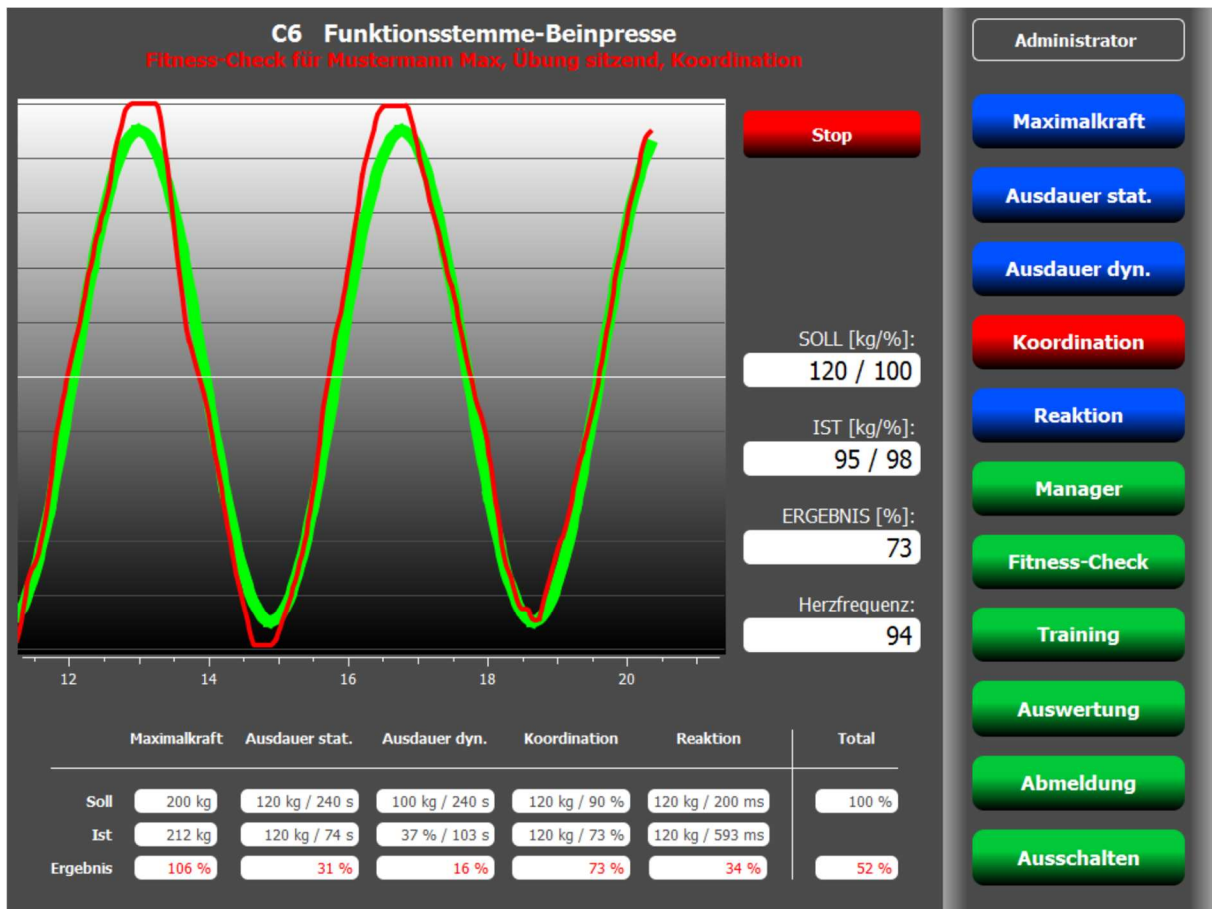 C6 Funktionsstemme-Beinpresse
Fitness-Check für Mustermann Max, Übung sitzend, Koordination
Stop
SOLL [kg/%]:
120 / 100
IST [kg/%]:
95 / 98
ERGEBNIS [%]:
73
Herzfrequenz:
94
12 14 16 18 20
Maximalkraft Ausdauer stat. Ausdauer dyn. Koordination Reaktion Total
Soll 200 kg 120 kg / 240 s 100 kg / 240 s 120 kg / 90 % 120 kg / 200 ms 100 %
Ist 212 kg 120 kg / 74 s 37 % / 103 s 120 kg / 73 % 120 kg / 593 ms
Ergebnis 106 % 31 % 16 % 73 % 34 % 52 %
Administrator
Maximalkraft
Ausdauer stat.
Ausdauer dyn.
Koordination
Reaktion
Manager
Fitness-Check
Training
Auswertung
Abmeldung
Ausschalten